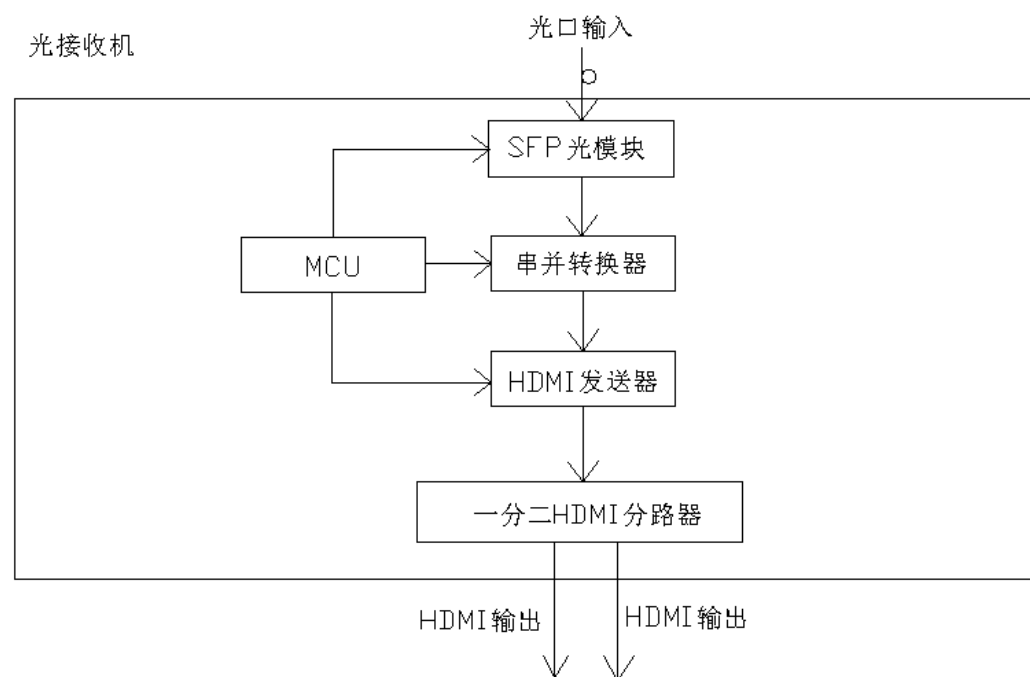 光口输入
光接收机
SFP光模块
串并转换器
MCU
HDMI发送器
一分二HDMI分路器
HDMI输出
HDMI输出